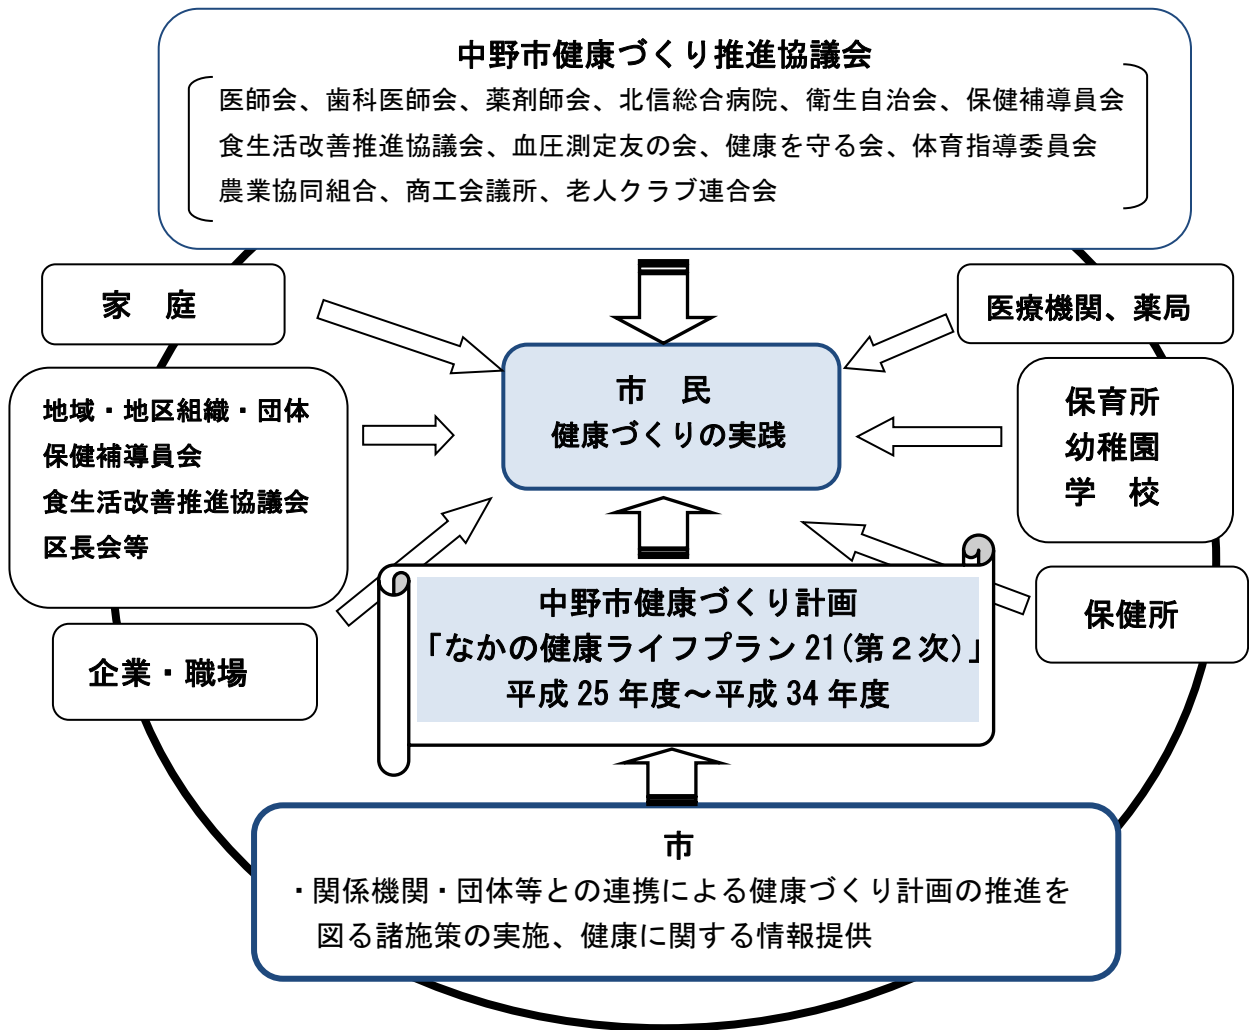 中野市健康づくり推進協議会
医師会、歯科医師会、薬剤師会、北信総合病院、衛生自治会、保健補導員会
食生活改善推進協議会、血圧測定友の会、健康を守る会、体育指導委員会
農業協同組合、商工会議所、老人クラブ連合会
家　庭
医療機関、薬局
市　民
健康づくりの実践
地域・地区組織・団体
保健補導員会
食生活改善推進協議会
区長会等
保育所
幼稚園
学　校
企業・職場
中野市健康づくり計画
「なかの健康ライフプラン 21(第２次)」
平成 25 年度～平成 34 年度
保健所
市
・関係機関・団体等との連携による健康づくり計画の推進を
図る諸施策の実施、健康に関する情報提供